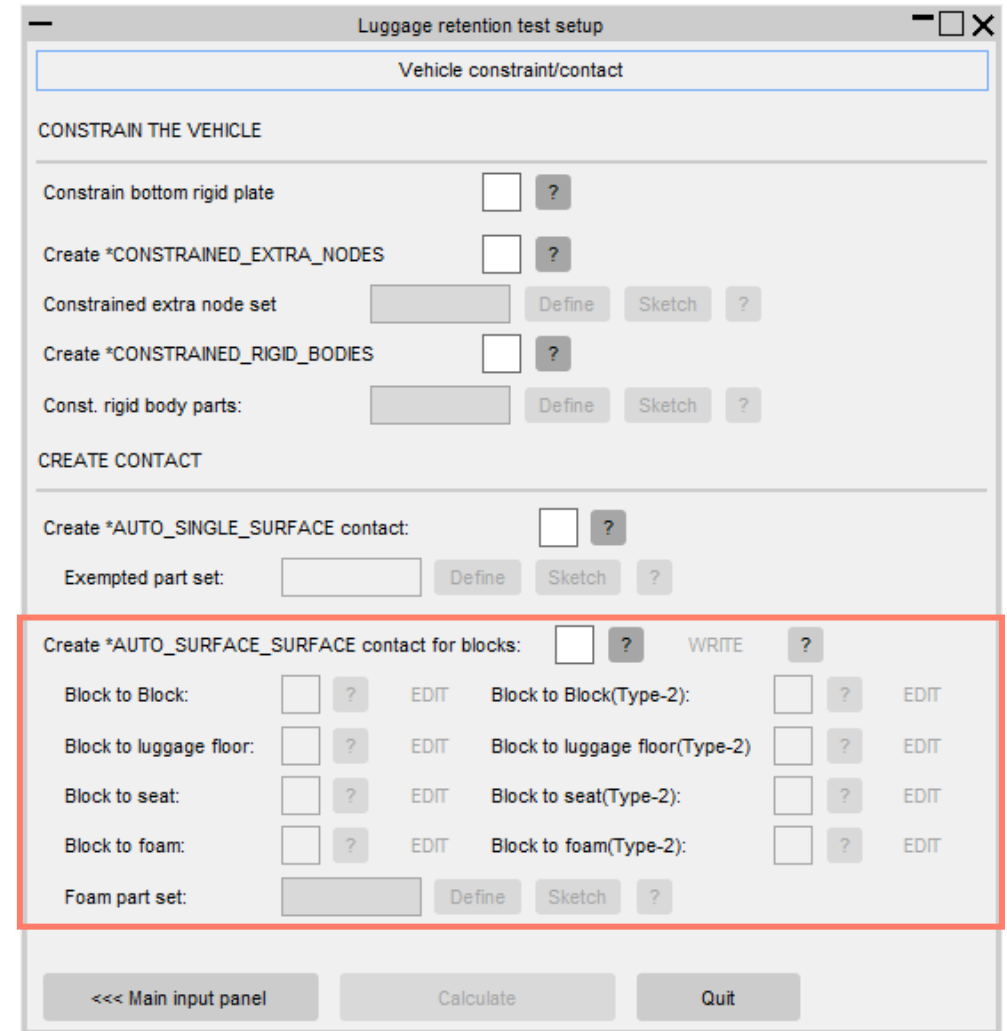 Luggage retention test setup
Vehicle constraint/contact
CONSTRAIN THE VEHICLE
Constrain bottom rigid plate ?
Create *CONSTRAINED_EXTRA_NODES ?
Constrained extra node set Define Sketch ?
Create *CONSTRAINED_RIGID_BODIES ?
Const. rigid body parts: Define Sketch ?
CREATE CONTACT
Create *AUTO_SINGLE_SURFACE contact: ?
Exempted part set: Define Sketch ?
Create *AUTO_SURFACE_SURFACE contact for blocks: ? WRITE ?
Block to Block: ? EDIT Block to Block(Type-2): ? EDIT
Block to luggage floor: ? EDIT Block to luggage floor(Type-2) ? EDIT
Block to seat: ? EDIT Block to seat(Type-2): ? EDIT
Block to foam: ? EDIT Block to foam(Type-2): ? EDIT
Foam part set: Define Sketch ?
<<< Main input panel Calculate Quit